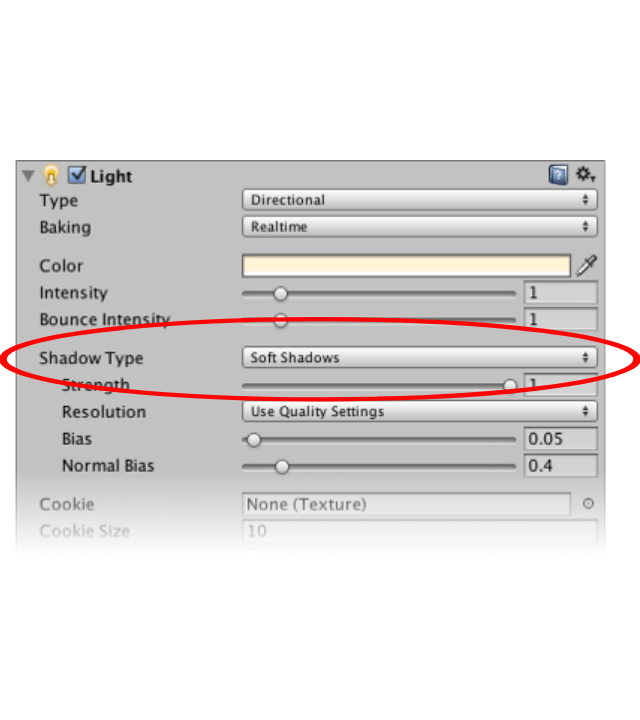 Light
Type Directional
Baking Realtime
Color
Intensity 1
Bounce Intensity 1
Shadow Type Soft Shadows
Strength 1
Resolution Use Quality Settings
Bias 0.05
Normal Bias 0.4
Cookie None (Texture)
Cookie Size 10